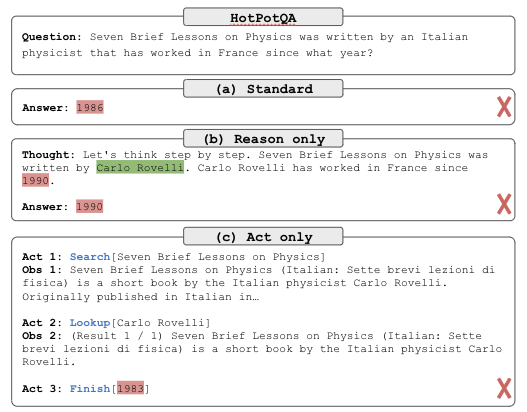 HotPotQA
Question: Seven Brief Lessons on Physics was written by an Italian
physicist that has worked in France since what year?
(a) Standard
Answer: 1986
(b) Reason only
Thought: Let's think step by step. Seven Brief Lessons on Physics was
written by Carlo Rovelli. Carlo Rovelli has worked in France since
1990.
Answer: 1990
(c) Act only
Act 1: Search[Seven Brief Lessons on Physics]
Obs 1: Seven Brief Lessons on Physics (Italian: Sette brevi lezioni di
fisica) is a short book by the Italian physicist Carlo Rovelli.
Originally published in Italian in…
Act 2: Lookup[Carlo Rovelli]
Obs 2: (Result 1 / 1) Seven Brief Lessons on Physics (Italian: Sette
brevi lezioni di fisica) is a short book by the Italian physicist Carlo
Rovelli.
Act 3: Finish[1983]